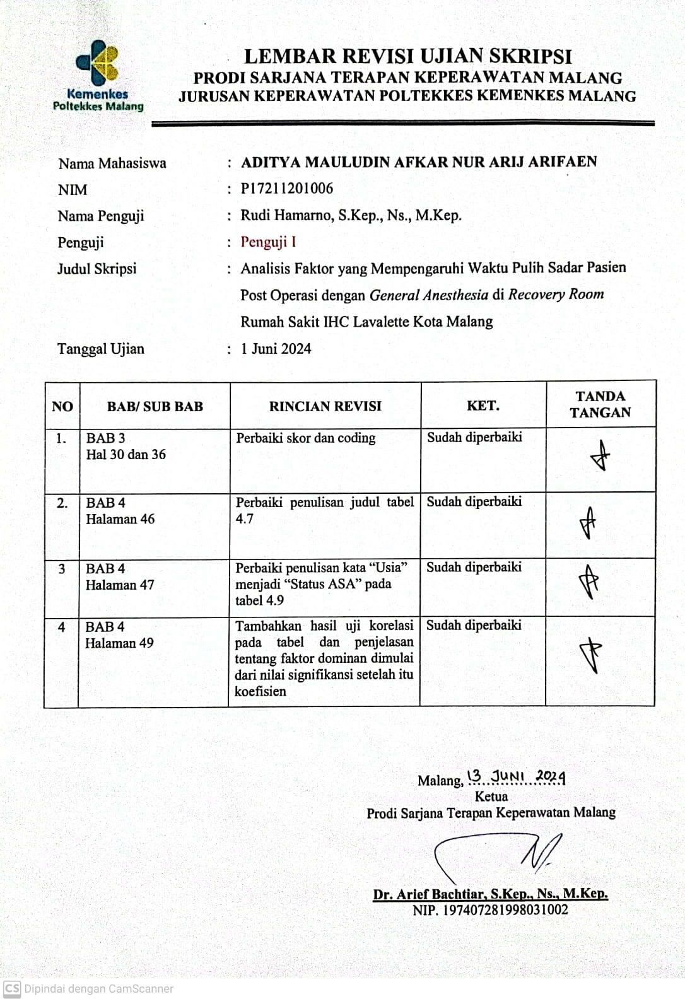 Kemenkes
Poltekkes Malang
LEMBAR REVISI UJIAN SKRIPSI
PRODI SARJANA TERAPAN KEPERAWATAN MALANG
JURUSAN KEPERAWATAN POLTEKKES KEMENKES MALANG
Nama Mahasiswa : ADITYA MAULUDIN AFKAR NUR ARIJ ARIFAEN
NIM : P17211201006
Nama Penguji : Rudi Hamarno, S.Kep., Ns., M.Kep.
Penguji : Penguji I
Judul Skripsi : Analisis Faktor yang Mempengaruhi Waktu Pulih Sadar Pasien
Post Operasi dengan General Anesthesia di Recovery Room
Rumah Sakit IHC Lavalette Kota Malang
Tanggal Ujian : 1 Juni 2024
NO BAB/ SUB BAB RINCIAN REVISI KET. TANDA
TANGAN
1. BAB 3 Perbaiki skor dan coding Sudah diperbaiki
Hal 30 dan 36
2. BAB 4 Perbaiki penulisan judul tabel Sudah diperbaiki
Halaman 46 4.7
3 BAB 4 Perbaiki penulisan kata “Usia” Sudah diperbaiki
Halaman 47 menjadi “Status ASA” pada
tabel 4.9
4 BAB 4 Tambahkan hasil uji korelasi Sudah diperbaiki
Halaman 49 pada tabel dan penjelasan
tentang faktor dominan dimulai
dari nilai signifikansi setelah itu
koefisien
Malang, 13 JUNI 2024
Ketua
Prodi Sarjana Terapan Keperawatan Malang
Dr. Arief Bachtiar, S.Kep., Ns., M.Kep.
NIP. 197407281998031002
CS Dipindai dengan CamScanner